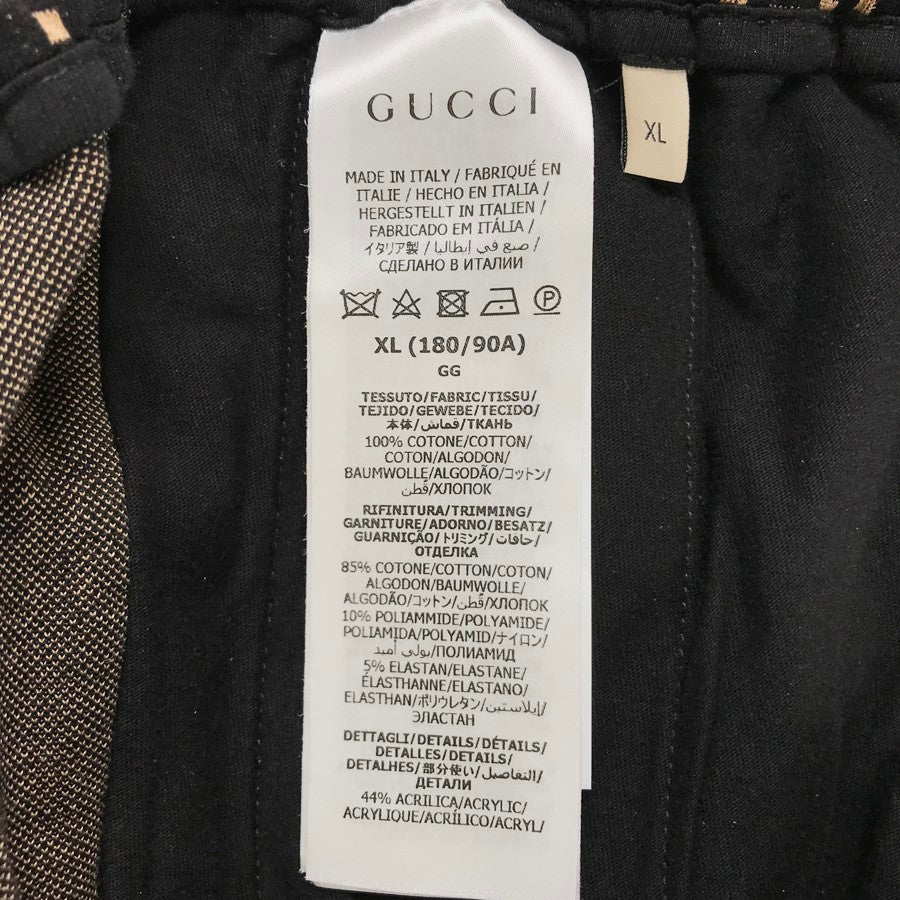 GUCCI
XL
MADE IN ITALY / FABRIQUÉ EN
ITALIE / HECHO EN ITALIA /
HERGESTELLT IN ITALIEN /
FABRICADO EM ITÁLIA /
イタリア製 / صنع في إيطاليا /
СДЕЛАНО В ИТАЛИИ
P
XL (180/90A)
GG
TESSUTO/FABRIC/TISSU/
TEJIDO/GEWEBE/TECIDO/
本体/قماش/ТКАНЬ
100% COTONE/COTTON/
COTON/ALGODON/
BAUMWOLLE/ALGODÃO/コットン/
قُطن/ХЛОПОК
RIFINITURA/TRIMMING/
GARNITURE/ADORNO/BESATZ/
GUARNIÇÃO/トリミング/حافات/
ОТДЕЛКА
85% COTONE/COTTON/COTON/
ALGODON/BAUMWOLLE/
ALGODÃO/コットン/قُطن/ХЛОПОК
10% POLIAMMIDE/POLYAMIDE/
POLIAMIDA/POLYAMID/ナイロン/
بولي أميد/ПОЛИАМИД
5% ELASTAN/ELASTANE/
ÉLASTHANNE/ELASTANO/
ELASTHAN/ポリウレタン/إيلاستين/
ЭЛАСТАН
DETTAGLI/DETAILS/DÉTAILS/
DETALLES/DETAILS/
DETALHES/部分使い/التفاصيل/
ДЕТАЛИ
44% ACRILICA/ACRYLIC/
ACRYLIQUE/ACRÍLICO/ACRYL/